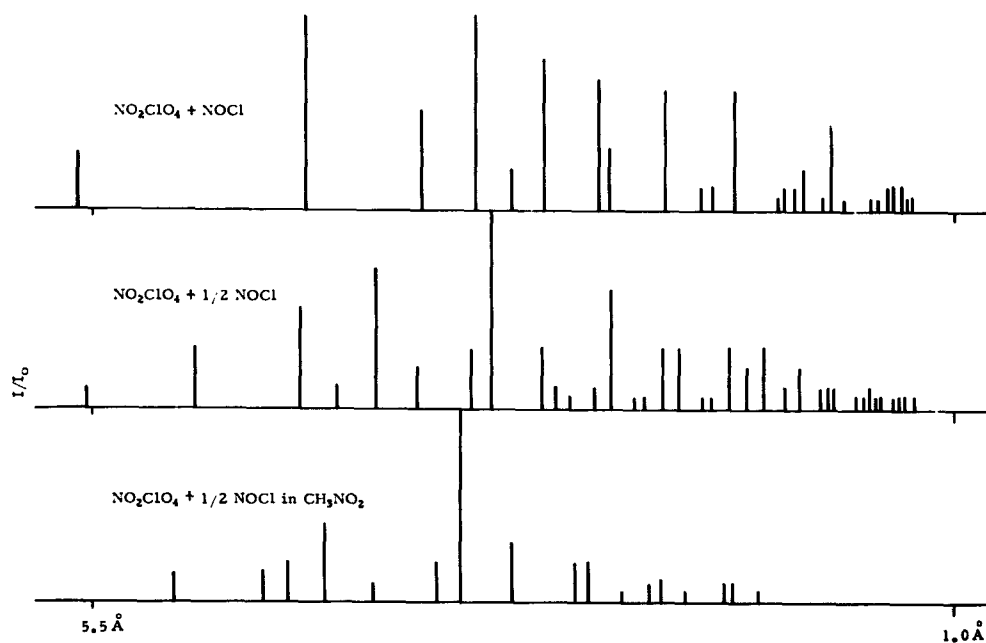 NO₂ClO₄ + NOCl
NO₂ClO₄ + 1/2 NOCl
I/I₀
NO₂ClO₄ + 1/2 NOCl in CH₃NO₂
5.5 Å
1.0 Å